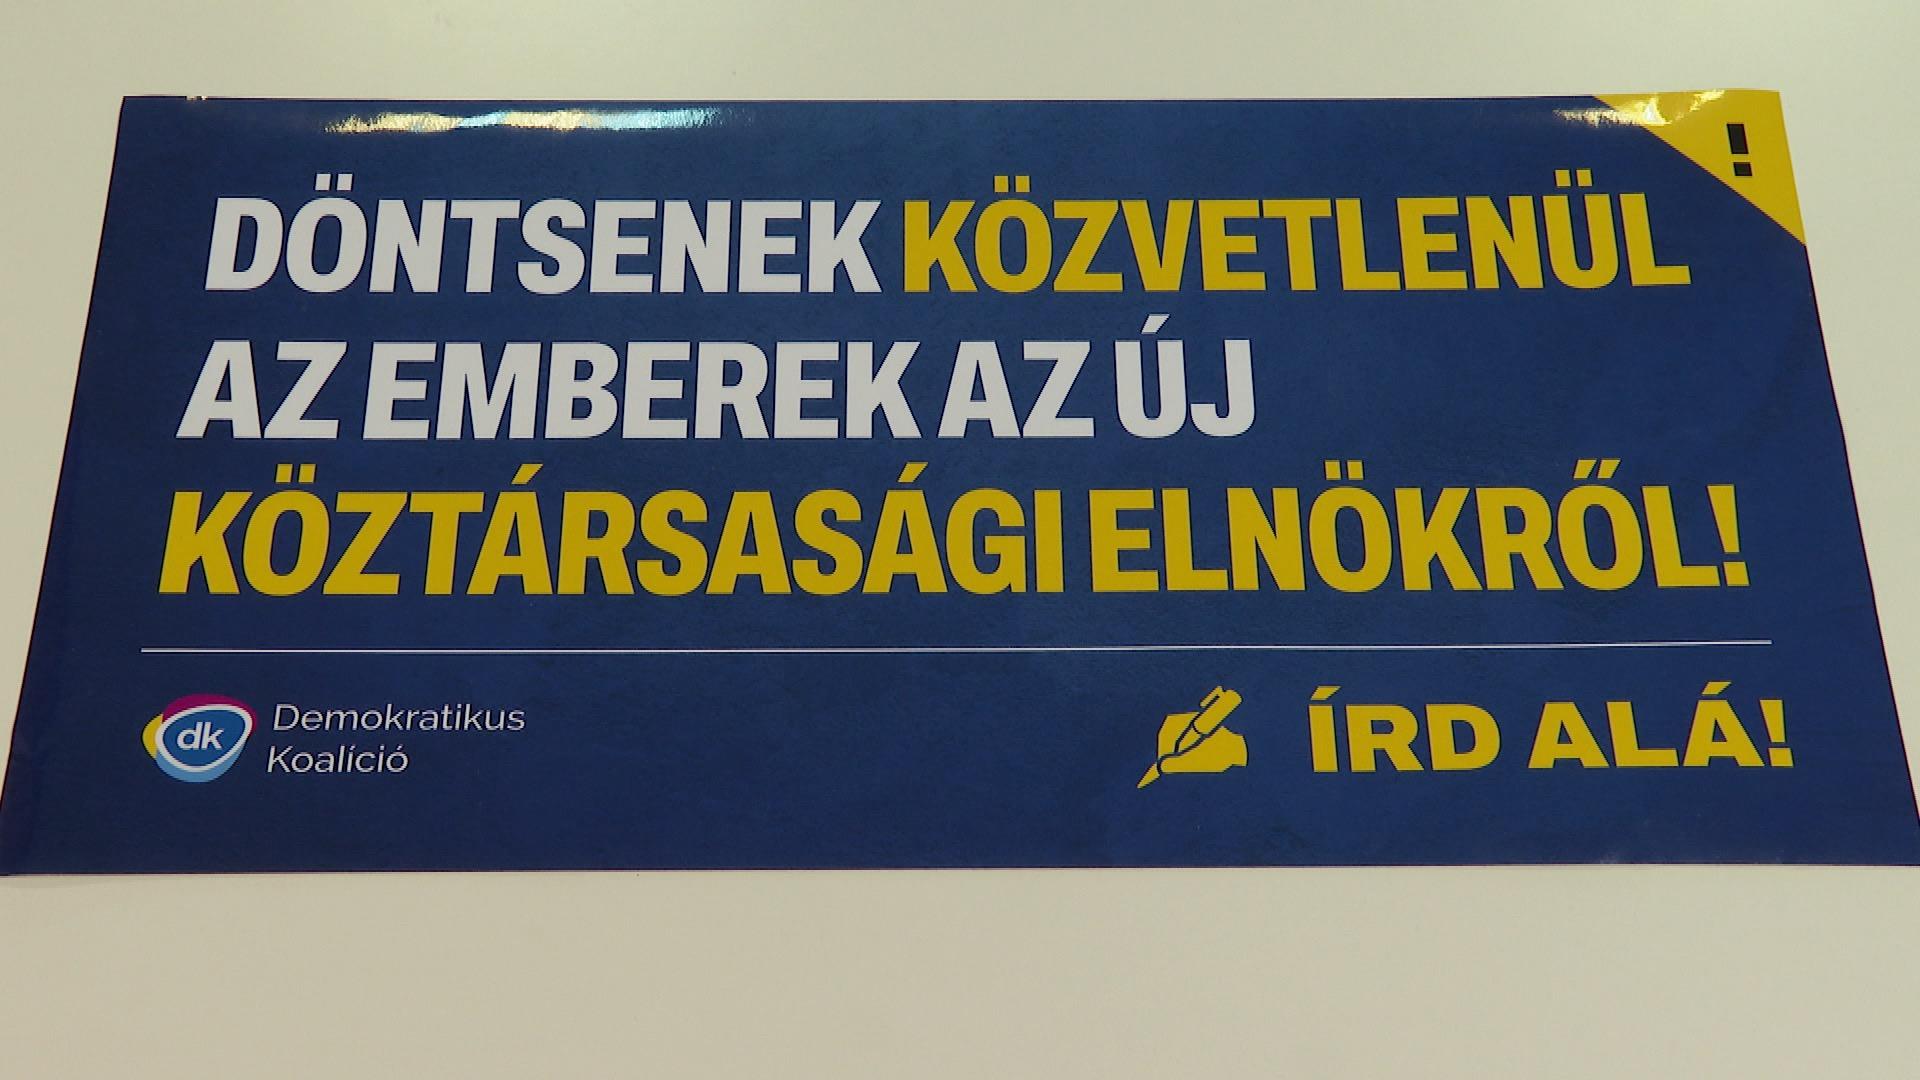 !
DÖNTSENEK KÖZVETLENÜL
AZ EMBEREK AZ ÚJ
KÖZTÁRSASÁGI ELNÖKRŐL!
dk
Demokratikus
Koalíció
ÍRD ALÁ!